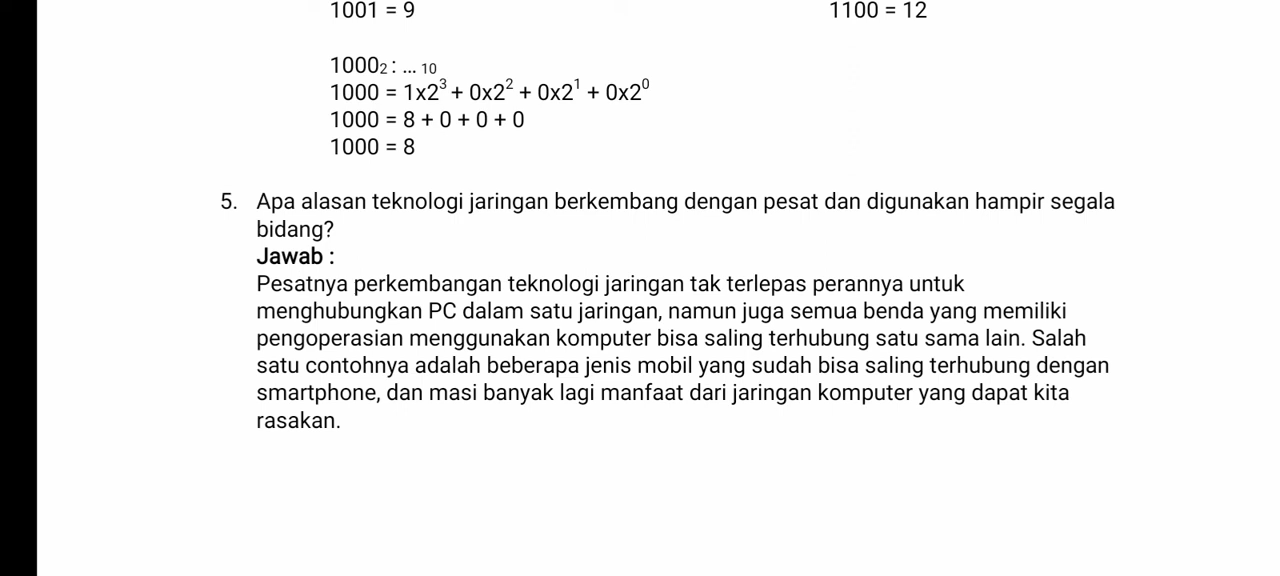 1001 = 9
1100 = 12
1000₂ : ... ₁₀
1000 = 1x2³ + 0x2² + 0x2¹ + 0x2⁰
1000 = 8 + 0 + 0 + 0
1000 = 8
5. Apa alasan teknologi jaringan berkembang dengan pesat dan digunakan hampir segala
bidang?
Jawab :
Pesatnya perkembangan teknologi jaringan tak terlepas perannya untuk
menghubungkan PC dalam satu jaringan, namun juga semua benda yang memiliki
pengoperasian menggunakan komputer bisa saling terhubung satu sama lain. Salah
satu contohnya adalah beberapa jenis mobil yang sudah bisa saling terhubung dengan
smartphone, dan masi banyak lagi manfaat dari jaringan komputer yang dapat kita
rasakan.